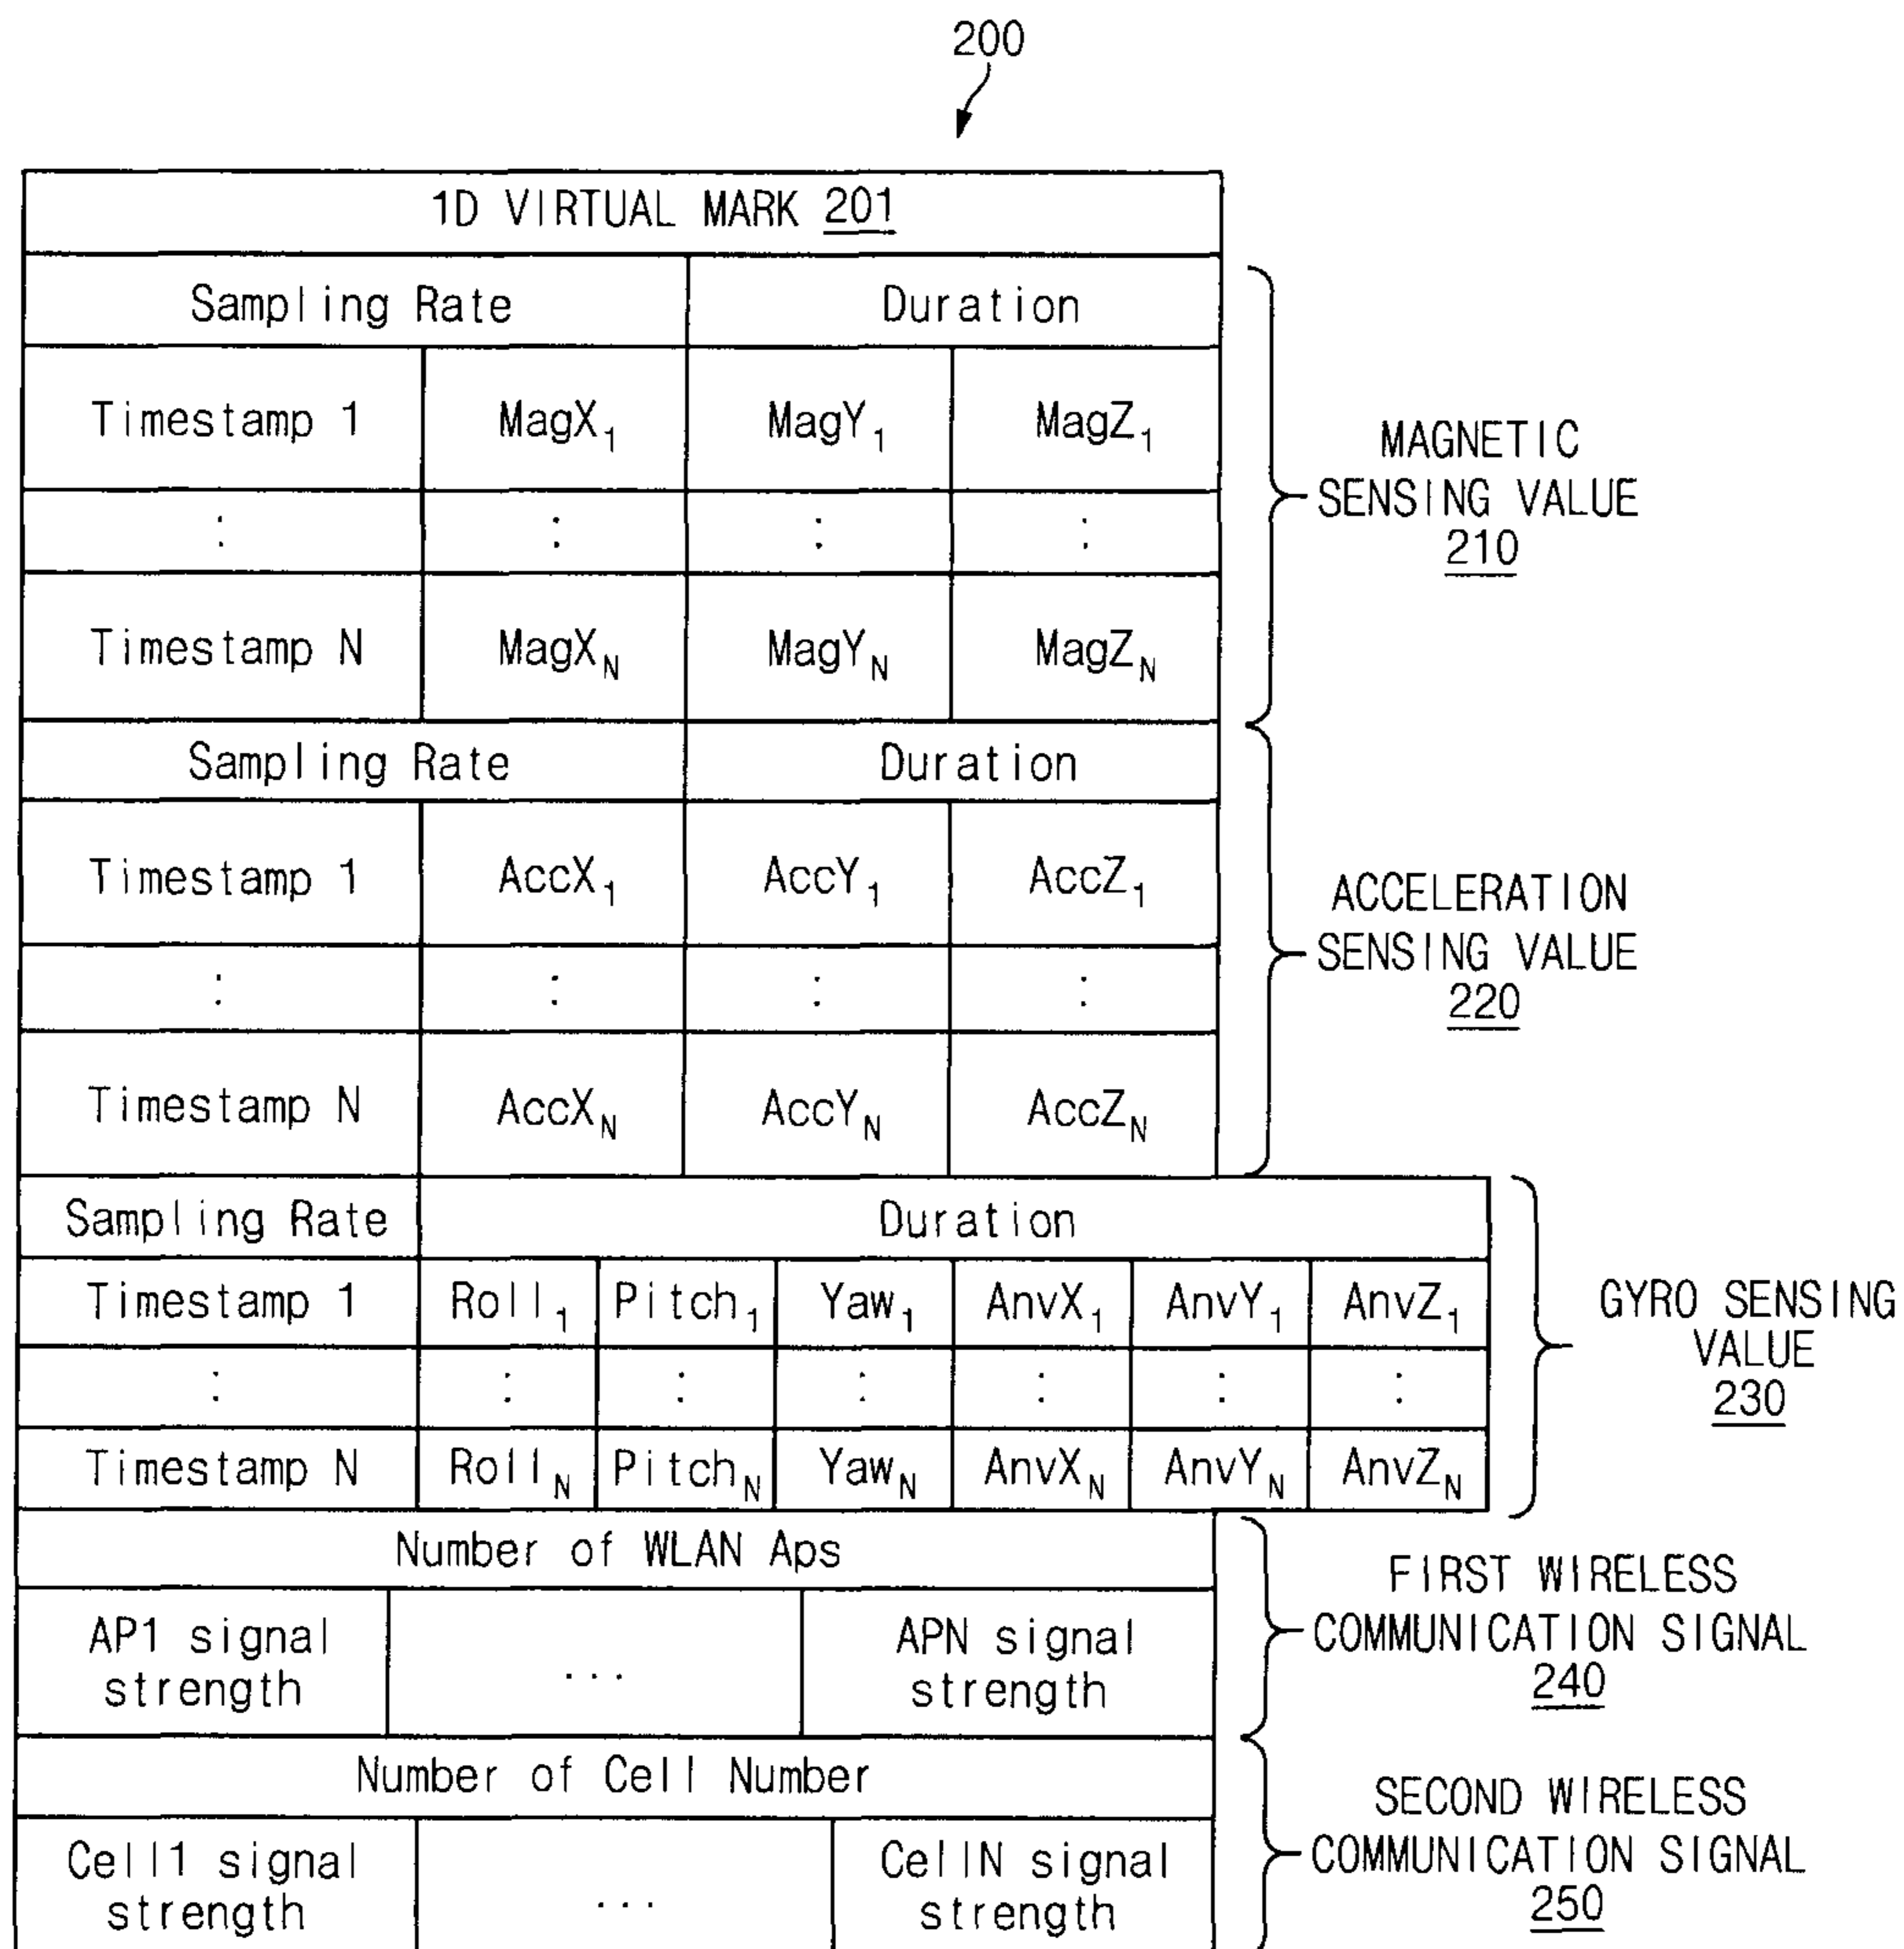 200
1D VIRTUAL MARK 201
Sampling Rate Duration
Timestamp 1 MagX1 MagY1 MagZ1
: : : :
Timestamp N MagXN MagYN MagZN
MAGNETIC
SENSING VALUE
210
Sampling Rate Duration
Timestamp 1 AccX1 AccY1 AccZ1
: : : :
Timestamp N AccXN AccYN AccZN
ACCELERATION
SENSING VALUE
220
Sampling Rate Duration
Timestamp 1 Roll1 Pitch1 Yaw1 AnvX1 AnvY1 AnvZ1
: : : : : : :
Timestamp N RollN PitchN YawN AnvXN AnvYN AnvZN
GYRO SENSING
VALUE
230
Number of WLAN Aps
AP1 signal
strength
...
APN signal
strength
FIRST WIRELESS
COMMUNICATION SIGNAL
240
Number of Cell Number
Cell1 signal
strength
...
CellN signal
strength
SECOND WIRELESS
COMMUNICATION SIGNAL
250